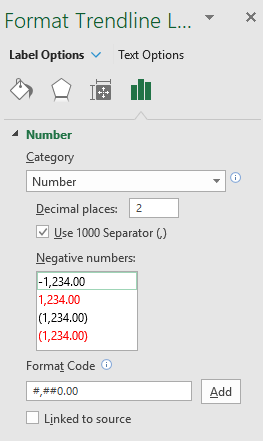 Format Trendline L...
Label Options Text Options
Number
Category
Number
Decimal places: 2
Use 1000 Separator (,)
Negative numbers:
-1,234.00
1,234.00
(1,234.00)
(1,234.00)
Format Code
#,##0.00 Add
Linked to source